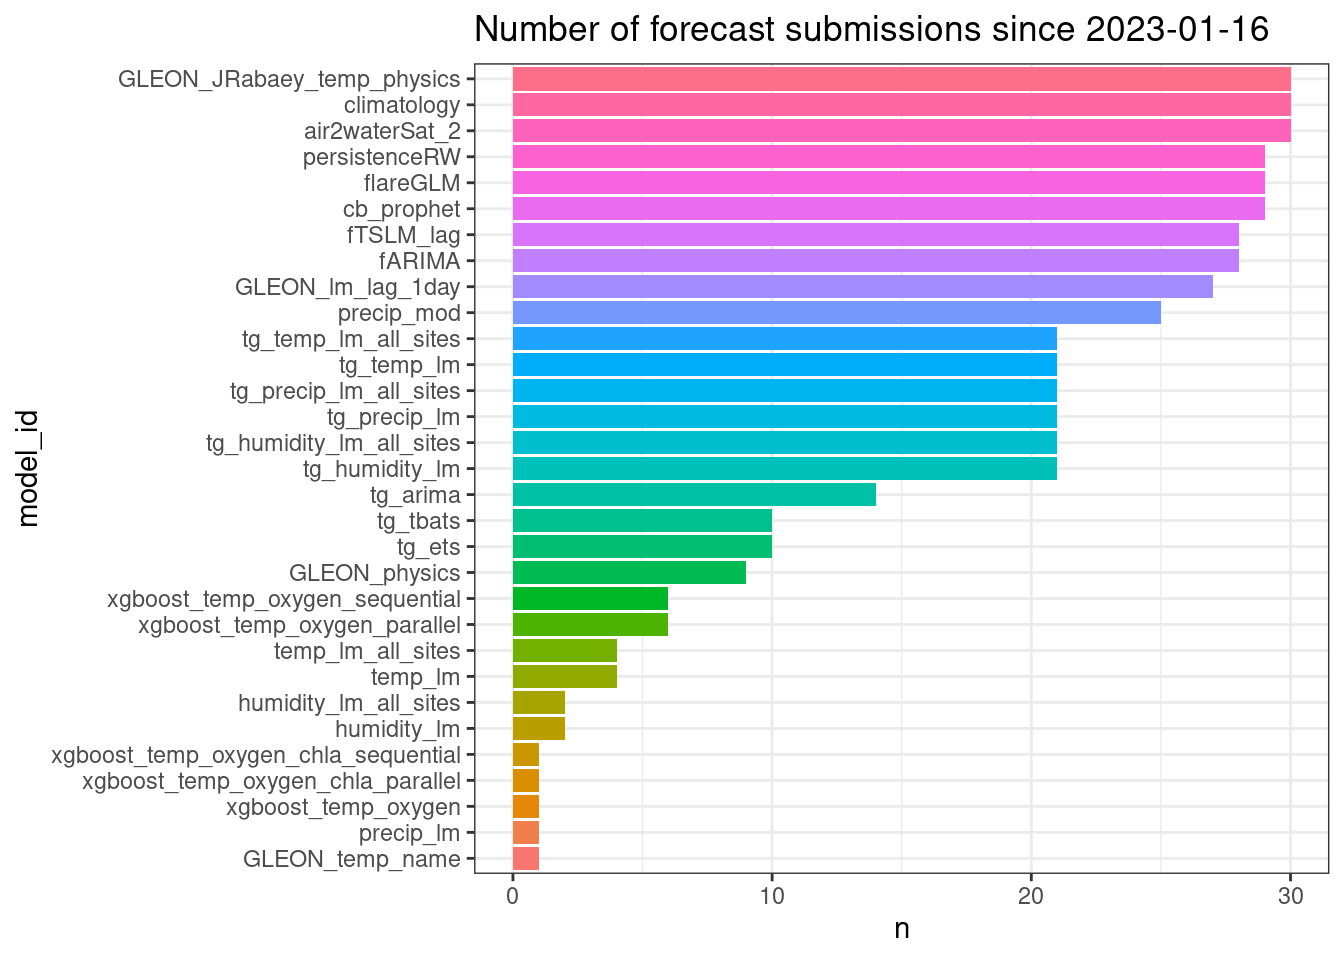 Number of forecast submissions since 2023-01-16
GLEON_JRabaey_temp_physics
climatology
air2waterSat_2
persistenceRW
flareGLM
cb_prophet
fTSLM_lag
fARIMA
GLEON_lm_lag_1day
precip_mod
tg_temp_lm_all_sites
tg_temp_lm
tg_precip_lm_all_sites
tg_precip_lm
tg_humidity_lm_all_sites
tg_humidity_lm
tg_arima
tg_tbats
tg_ets
GLEON_physics
xgboost_temp_oxygen_sequential
xgboost_temp_oxygen_parallel
temp_lm_all_sites
temp_lm
humidity_lm_all_sites
humidity_lm
xgboost_temp_oxygen_chla_sequential
xgboost_temp_oxygen_chla_parallel
xgboost_temp_oxygen
precip_lm
GLEON_temp_name
model_id
0 10 20 30
n